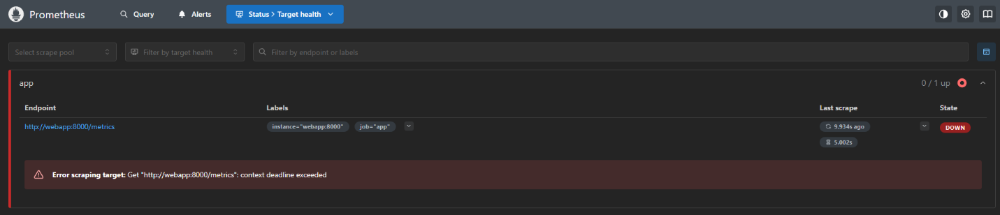 Prometheus Query Alerts Status > Target health
Select scrape pool Filter by target health Filter by endpoint or labels
app 0 / 1 up
Endpoint Labels Last scrape State
http://webapp:8000/metrics instance="webapp:8000" job="app" 9.934s ago DOWN
5.002s
Error scraping target: Get "http://webapp:8000/metrics": context deadline exceeded